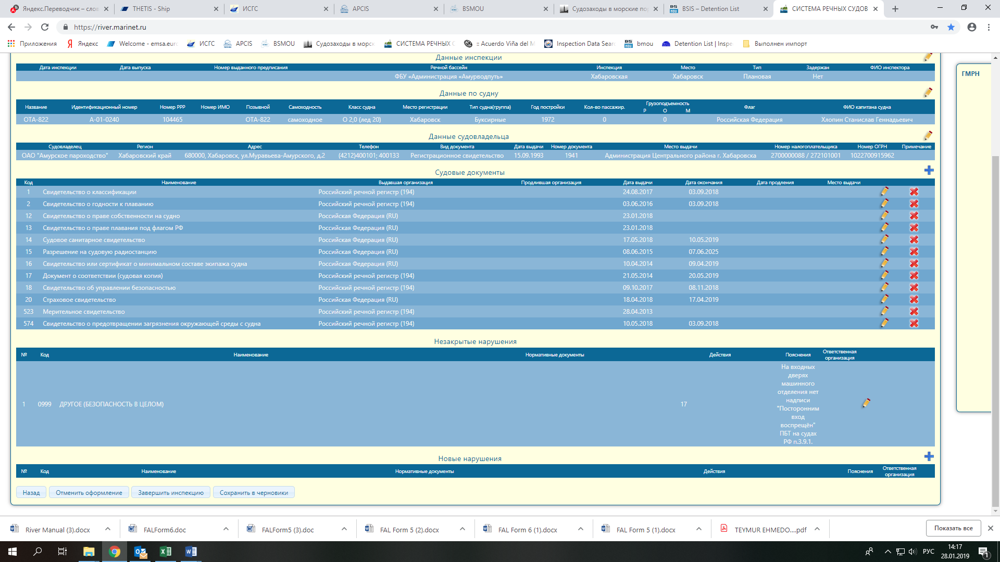 Яндекс.Переводчик – слов
THETIS - Ship
ИСГС
APCIS
BSMOU
Судозаходы в морские пор
BSIS – Detention List
СИСТЕМА РЕЧНЫХ СУДОВ
https://river.marinet.ru
Приложения
Яндекс
Welcome - emsa.euro
ИСГС
APCIS
BSMOU
Судозаходы в морск
СИСТЕМА РЕЧНЫХ С
:: Acuerdo Viña del M
Inspection Data Sear
bmou
Detention List | Inspe
Выполнен импорт
Данные инспекции
Дата инспекции Дата выпуска Номер выданного предписания Речной бассейн Инспекция Место Тип Задержан ФИО инспектора
ФБУ «Администрация «Амурводпуть» Хабаровская Хабаровск Плановая Нет
ГМРН
Данные по судну
Название Идентификационный номер Номер РРР Номер ИМО Позывной Самоходность Класс судна Место регистрации Тип судна(группа) Год постройки Кол-во пассажир. Грузоподъемность Р О М Флаг ФИО капитана судна
ОТА-822 А-01-0240 104465 ОТА-822 самоходное О 2,0 (лед 20) Хабаровск Буксирные 1972 0 0 Российская Федерация Хлопин Станислав Геннадьевич
Данные судовладельца
Судовладелец Регион Адрес Телефон Вид документа Дата выдачи Номер документа Место выдачи Номер налогоплательщика Номер ОГРН Примечание
ОАО "Амурское пароходство" Хабаровский край 680000, Хабаровск, ул.Муравьева-Амурского, д.2 (4212)400101; 400133 Регистрационное свидетельство 15.09.1993 1941 Администрация Центрального района г. Хабаровска 2700000088 / 272101001 1022700915962
Судовые документы
Код Наименование Выдавшая организация Продлившая организация Дата выдачи Дата окончания Дата продления Место выдачи
1 Свидетельство о классификации Российский речной регистр (194) 24.08.2017 03.09.2018
2 Свидетельство о годности к плаванию Российский речной регистр (194) 03.06.2016 03.09.2018
12 Свидетельство о праве собственности на судно Российская Федерация (RU) 23.01.2018
13 Свидетельство о праве плавания под флагом РФ Российская Федерация (RU) 23.01.2018
14 Судовое санитарное свидетельство Российская Федерация (RU) 17.05.2018 10.05.2019
15 Разрешение на судовую радиостанцию Российская Федерация (RU) 08.06.2015 07.06.2025
16 Свидетельство или сертификат о минимальном составе экипажа судна Российская Федерация (RU) 10.04.2014 09.04.2019
17 Документ о соответствии (судовая копия) Российский речной регистр (194) 21.05.2014 20.05.2019
18 Свидетельство об управлении безопасностью Российский речной регистр (194) 09.10.2017 08.11.2018
20 Страховое свидетельство Российская Федерация (RU) 18.04.2018 17.04.2019
523 Мерительное свидетельство Российский речной регистр (194) 28.04.2013
574 Свидетельство о предотвращении загрязнения окружающей среды с судна Российский речной регистр (194) 10.05.2018 03.09.2018
Незакрытые нарушения
№ Код Наименование Нормативные документы Действия Пояснения Ответственная организация
1 0999 ДРУГОЕ (БЕЗОПАСНОСТЬ В ЦЕЛОМ) 17
На входных
дверях
машинного
отделения нет
надписи
"Посторонним
вход
воспрещён"
ПБТ на судах
РФ п.3.9.1.
Новые нарушения
№ Код Наименование Нормативные документы Действия Пояснения Ответственная организация
Назад
Отменить оформление
Завершить инспекцию
Сохранить в черновики
River Manual (3).docx
FALForm6.doc
FALForm5 (3).doc
FAL Form 5 (2).docx
FAL Form 6 (1).docx
FAL Form 5 (1).docx
TEYMUR EHMEDO....pdf
Показать все
РУС
14:17
28.01.2019
1